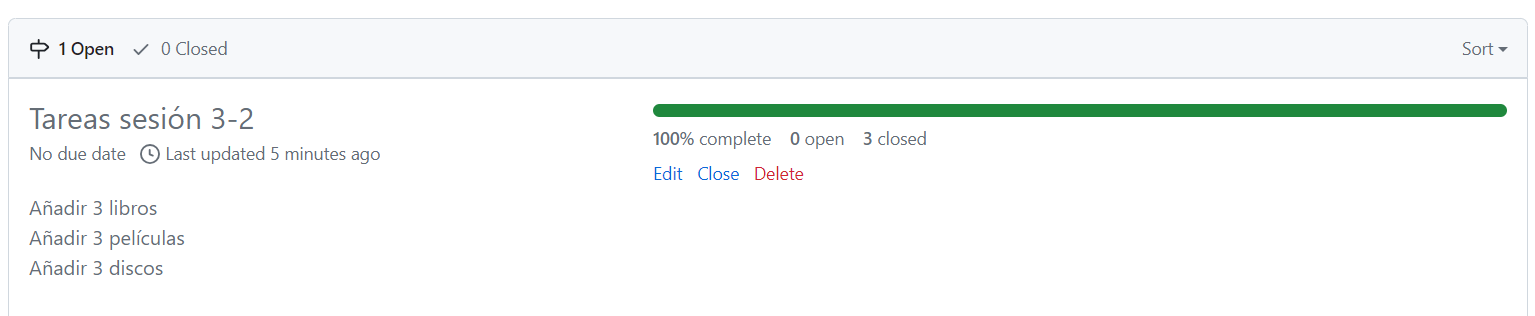 1 Open 0 Closed Sort
Tareas sesión 3-2
No due date Last updated 5 minutes ago
Añadir 3 libros
Añadir 3 películas
Añadir 3 discos
100% complete 0 open 3 closed
Edit Close Delete